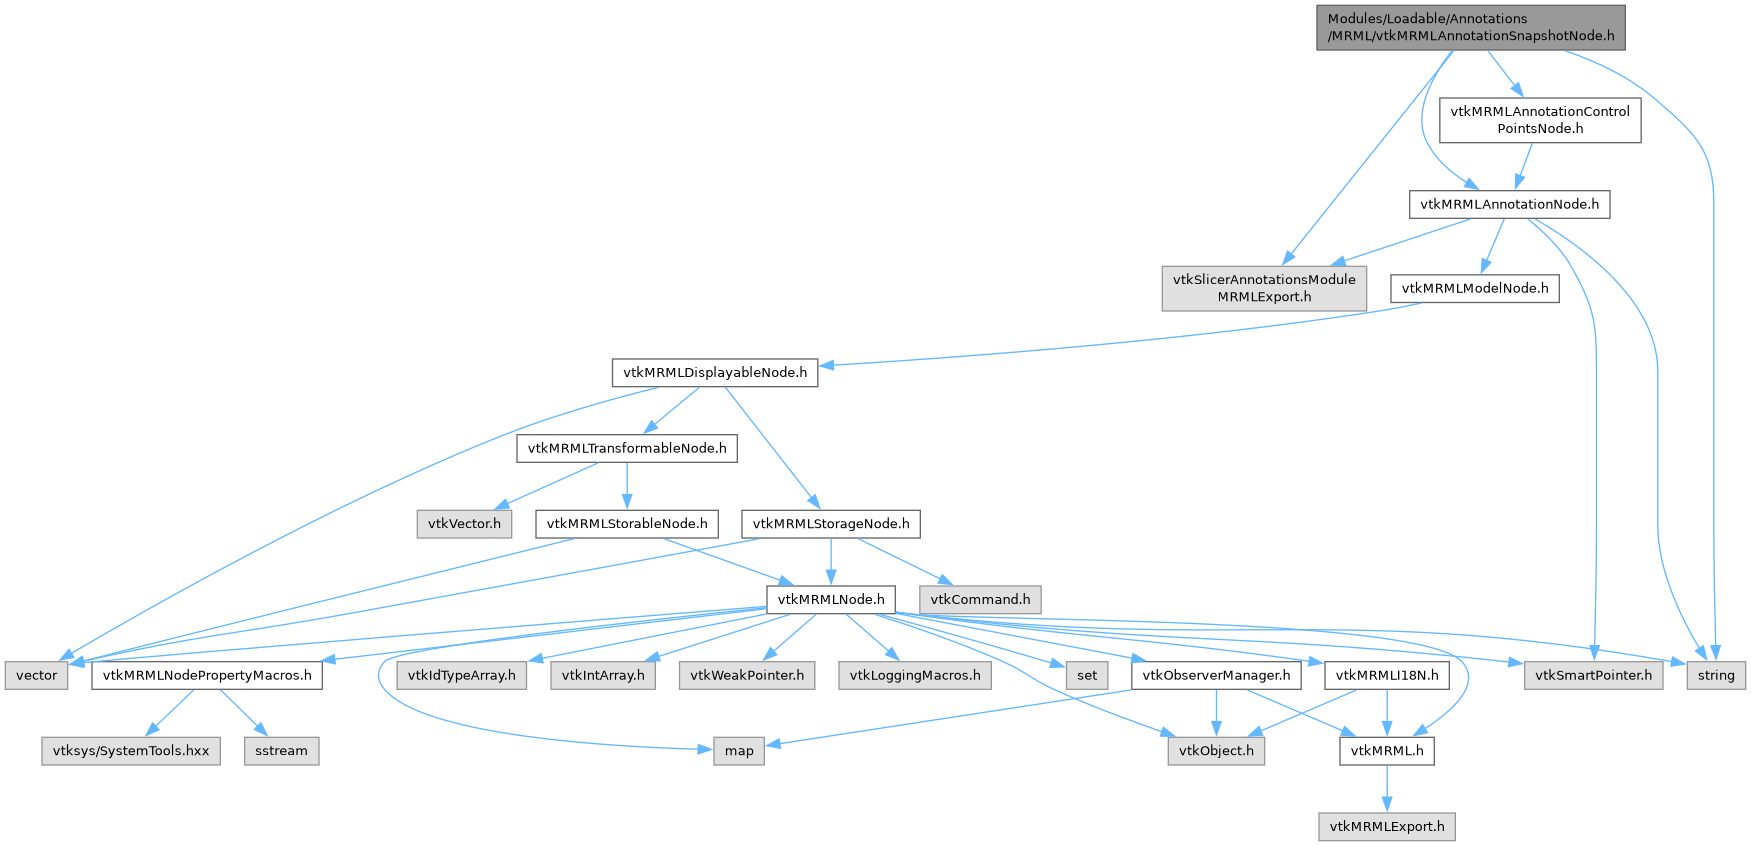 Modules/Loadable/Annotations
/MRML/vtkMRMLAnnotationSnapshotNode.h
vtkMRMLAnnotationControl
PointsNode.h
vtkMRMLAnnotationNode.h
vtkSlicerAnnotationsModule
MRMLExport.h
vtkMRMLModelNode.h
vtkMRMLDisplayableNode.h
vtkMRMLTransformableNode.h
vtkVector.h
vtkMRMLStorableNode.h
vtkMRMLStorageNode.h
vtkMRMLNode.h
vtkCommand.h
vector
vtkMRMLNodePropertyMacros.h
vtkIdTypeArray.h
vtkIntArray.h
vtkWeakPointer.h
vtkLoggingMacros.h
set
vtkObserverManager.h
vtkMRMLI18N.h
vtkSmartPointer.h
string
vtksys/SystemTools.hxx
sstream
map
vtkObject.h
vtkMRML.h
vtkMRMLExport.h